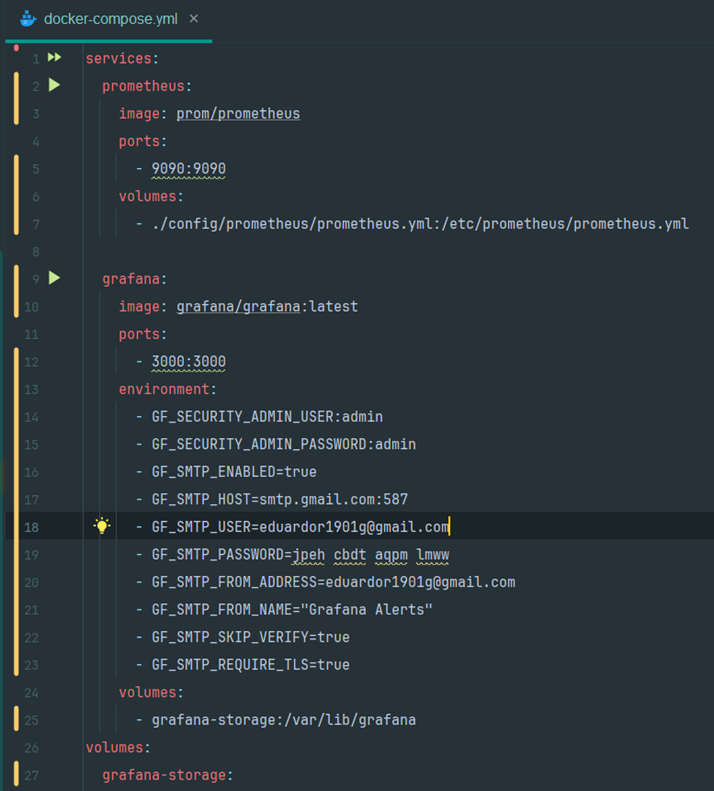 docker-compose.yml
1 services:
2 prometheus:
3 image: prom/prometheus
4 ports:
5 - 9090:9090
6 volumes:
7 - ./config/prometheus/prometheus.yml:/etc/prometheus/prometheus.yml
8
9 grafana:
10 image: grafana/grafana:latest
11 ports:
12 - 3000:3000
13 environment:
14 - GF_SECURITY_ADMIN_USER:admin
15 - GF_SECURITY_ADMIN_PASSWORD:admin
16 - GF_SMTP_ENABLED=true
17 - GF_SMTP_HOST=smtp.gmail.com:587
18 - GF_SMTP_USER=eduardor1901g@gmail.com
19 - GF_SMTP_PASSWORD=jpeh cbdt aqpm lmww
20 - GF_SMTP_FROM_ADDRESS=eduardor1901g@gmail.com
21 - GF_SMTP_FROM_NAME="Grafana Alerts"
22 - GF_SMTP_SKIP_VERIFY=true
23 - GF_SMTP_REQUIRE_TLS=true
24 volumes:
25 - grafana-storage:/var/lib/grafana
26 volumes:
27 grafana-storage: